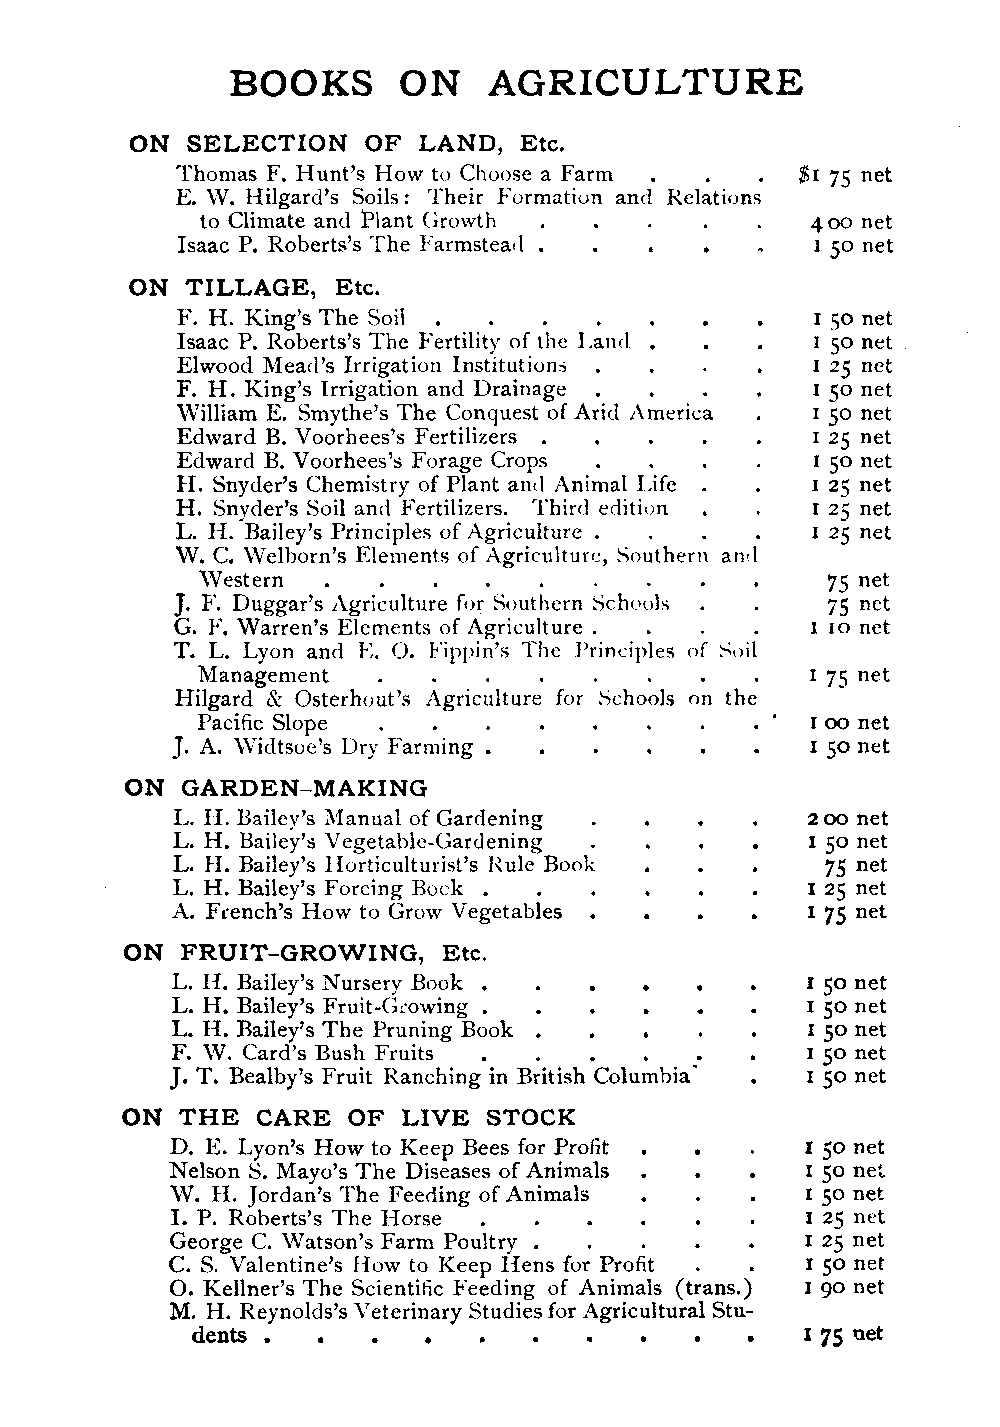 BOOKS ON AGRICULTURE
ON SELECTION OF LAND, Etc.
Thomas F. Hunt's How to Choose a Farm . . . $1 75 net
E. W. Hilgard's Soils: Their Formation and Relations
to Climate and Plant Growth . . . . . 4 00 net
Isaac P. Roberts's The Farmstead . . . . . 1 50 net
ON TILLAGE, Etc.
F. H. King's The Soil . . . . . . . 1 50 net
Isaac P. Roberts's The Fertility of the Land . . . 1 50 net
Elwood Mead's Irrigation Institutions . . . . 1 25 net
F. H. King's Irrigation and Drainage . . . . 1 50 net
William E. Smythe's The Conquest of Arid America . 1 50 net
Edward B. Voorhees's Fertilizers . . . . . 1 25 net
Edward B. Voorhees's Forage Crops . . . . 1 50 net
H. Snyder's Chemistry of Plant and Animal Life . . 1 25 net
H. Snyder's Soil and Fertilizers. Third edition . . 1 25 net
L. H. Bailey's Principles of Agriculture . . . . 1 25 net
W. C. Welborn's Elements of Agriculture, Southern and
Western . . . . . . . . . 75 net
J. F. Duggar's Agriculture for Southern Schools . . 75 net
G. F. Warren's Elements of Agriculture . . . . 1 10 net
T. L. Lyon and E. O. Fippin's The Principles of Soil
Management . . . . . . . . 1 75 net
Hilgard & Osterhout's Agriculture for Schools on the
Pacific Slope . . . . . . . . 1 00 net
J. A. Widtsoe's Dry Farming . . . . . . 1 50 net
ON GARDEN-MAKING
L. H. Bailey's Manual of Gardening . . . . 2 00 net
L. H. Bailey's Vegetable-Gardening . . . . 1 50 net
L. H. Bailey's Horticulturist's Rule Book . . . 75 net
L. H. Bailey's Forcing Book . . . . . . 1 25 net
A. French's How to Grow Vegetables . . . . 1 75 net
ON FRUIT-GROWING, Etc.
L. H. Bailey's Nursery Book . . . . . . 1 50 net
L. H. Bailey's Fruit-Growing . . . . . . 1 50 net
L. H. Bailey's The Pruning Book . . . . . 1 50 net
F. W. Card's Bush Fruits . . . . . . 1 50 net
J. T. Bealby's Fruit Ranching in British Columbia . 1 50 net
ON THE CARE OF LIVE STOCK
D. E. Lyon's How to Keep Bees for Profit . . . 1 50 net
Nelson S. Mayo's The Diseases of Animals . . . 1 50 net
W. H. Jordan's The Feeding of Animals . . . 1 50 net
I. P. Roberts's The Horse . . . . . . 1 25 net
George C. Watson's Farm Poultry . . . . . 1 25 net
C. S. Valentine's How to Keep Hens for Profit . . 1 50 net
O. Kellner's The Scientific Feeding of Animals (trans.) 1 90 net
M. H. Reynolds's Veterinary Studies for Agricultural Stu-
dents . . . . . . . . . . 1 75 net